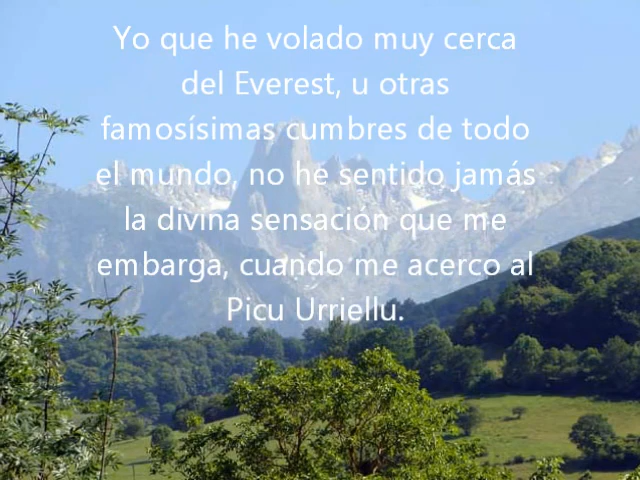 Yo que he volado muy cerca
del Everest, u otras
famosísimas cumbres de todo
el mundo, no he sentido jamás
la divina sensación que me
embarga, cuando me acerco al
Picu Urriellu.